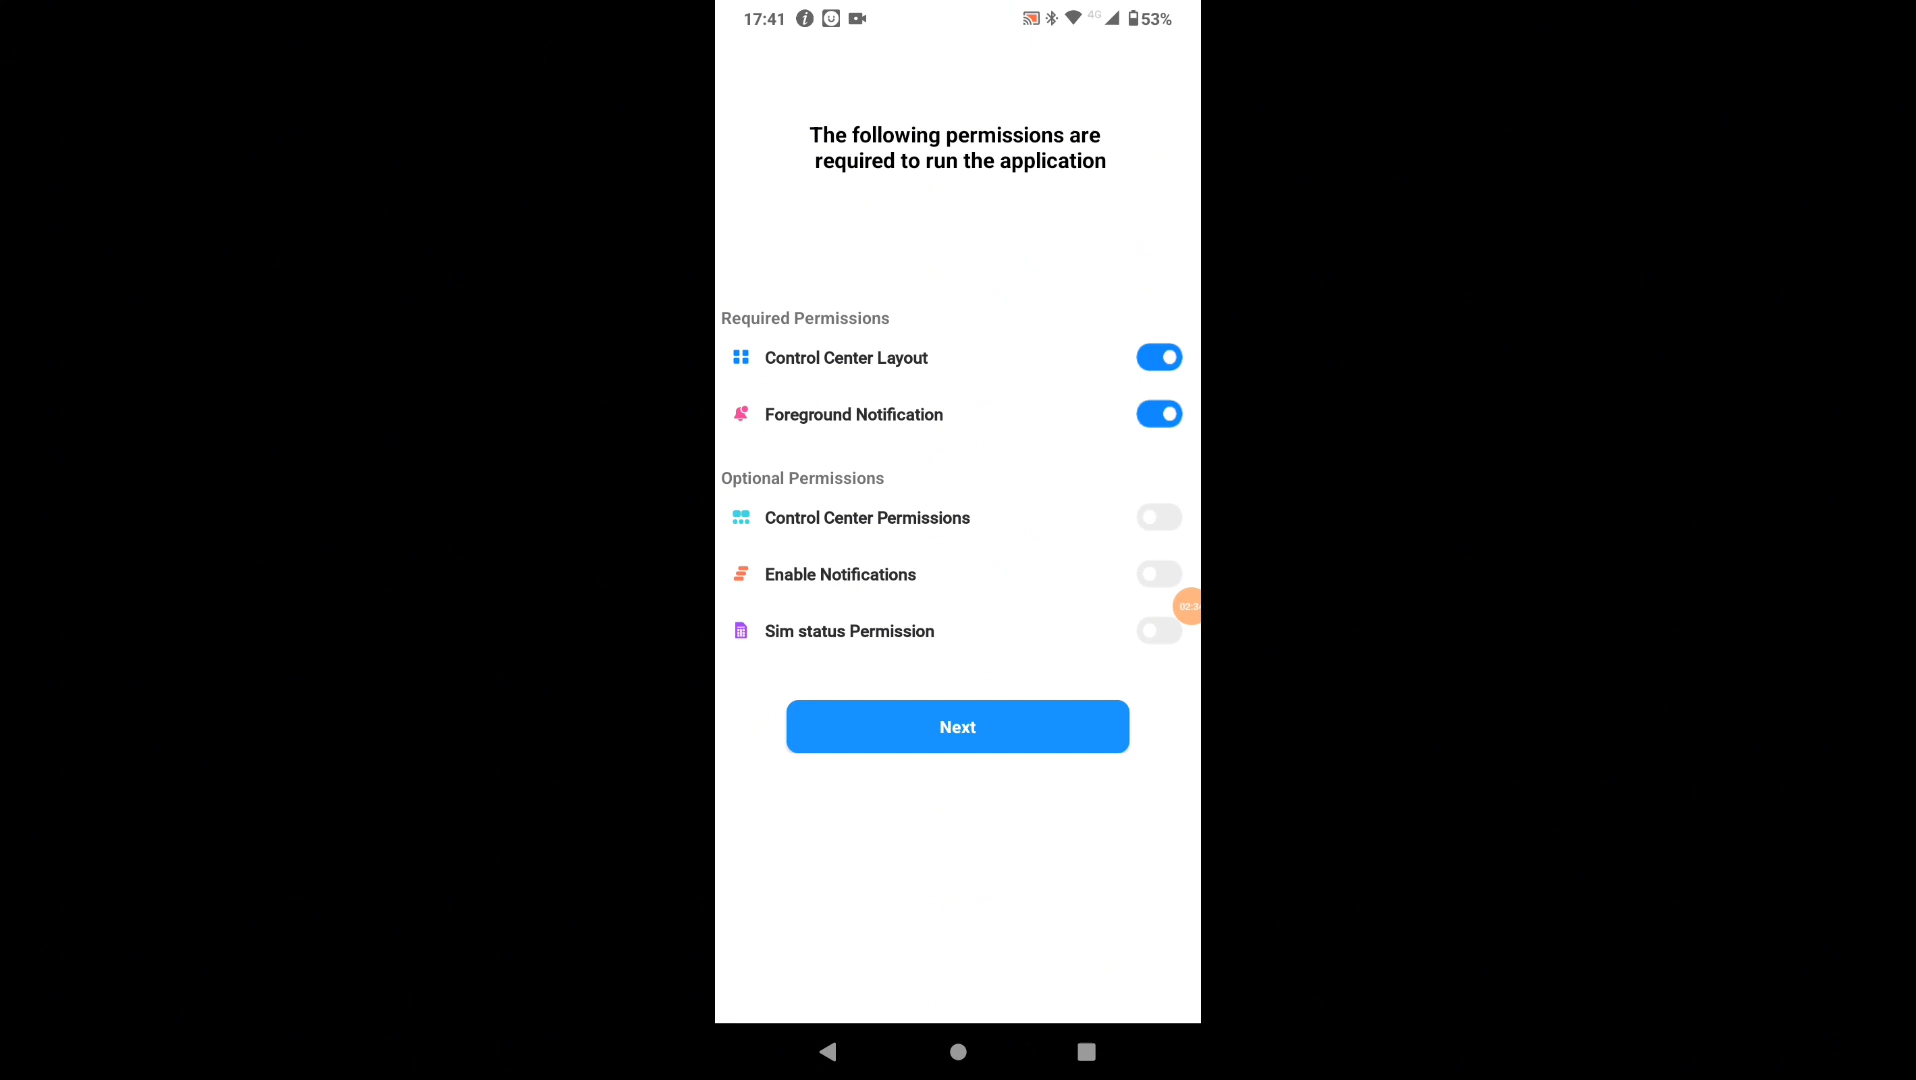 17:41 4G 53%
The following permissions are
required to run the application
Required Permissions
Control Center Layout
Foreground Notification
Optional Permissions
Control Center Permissions
Enable Notifications
Sim status Permission
Next